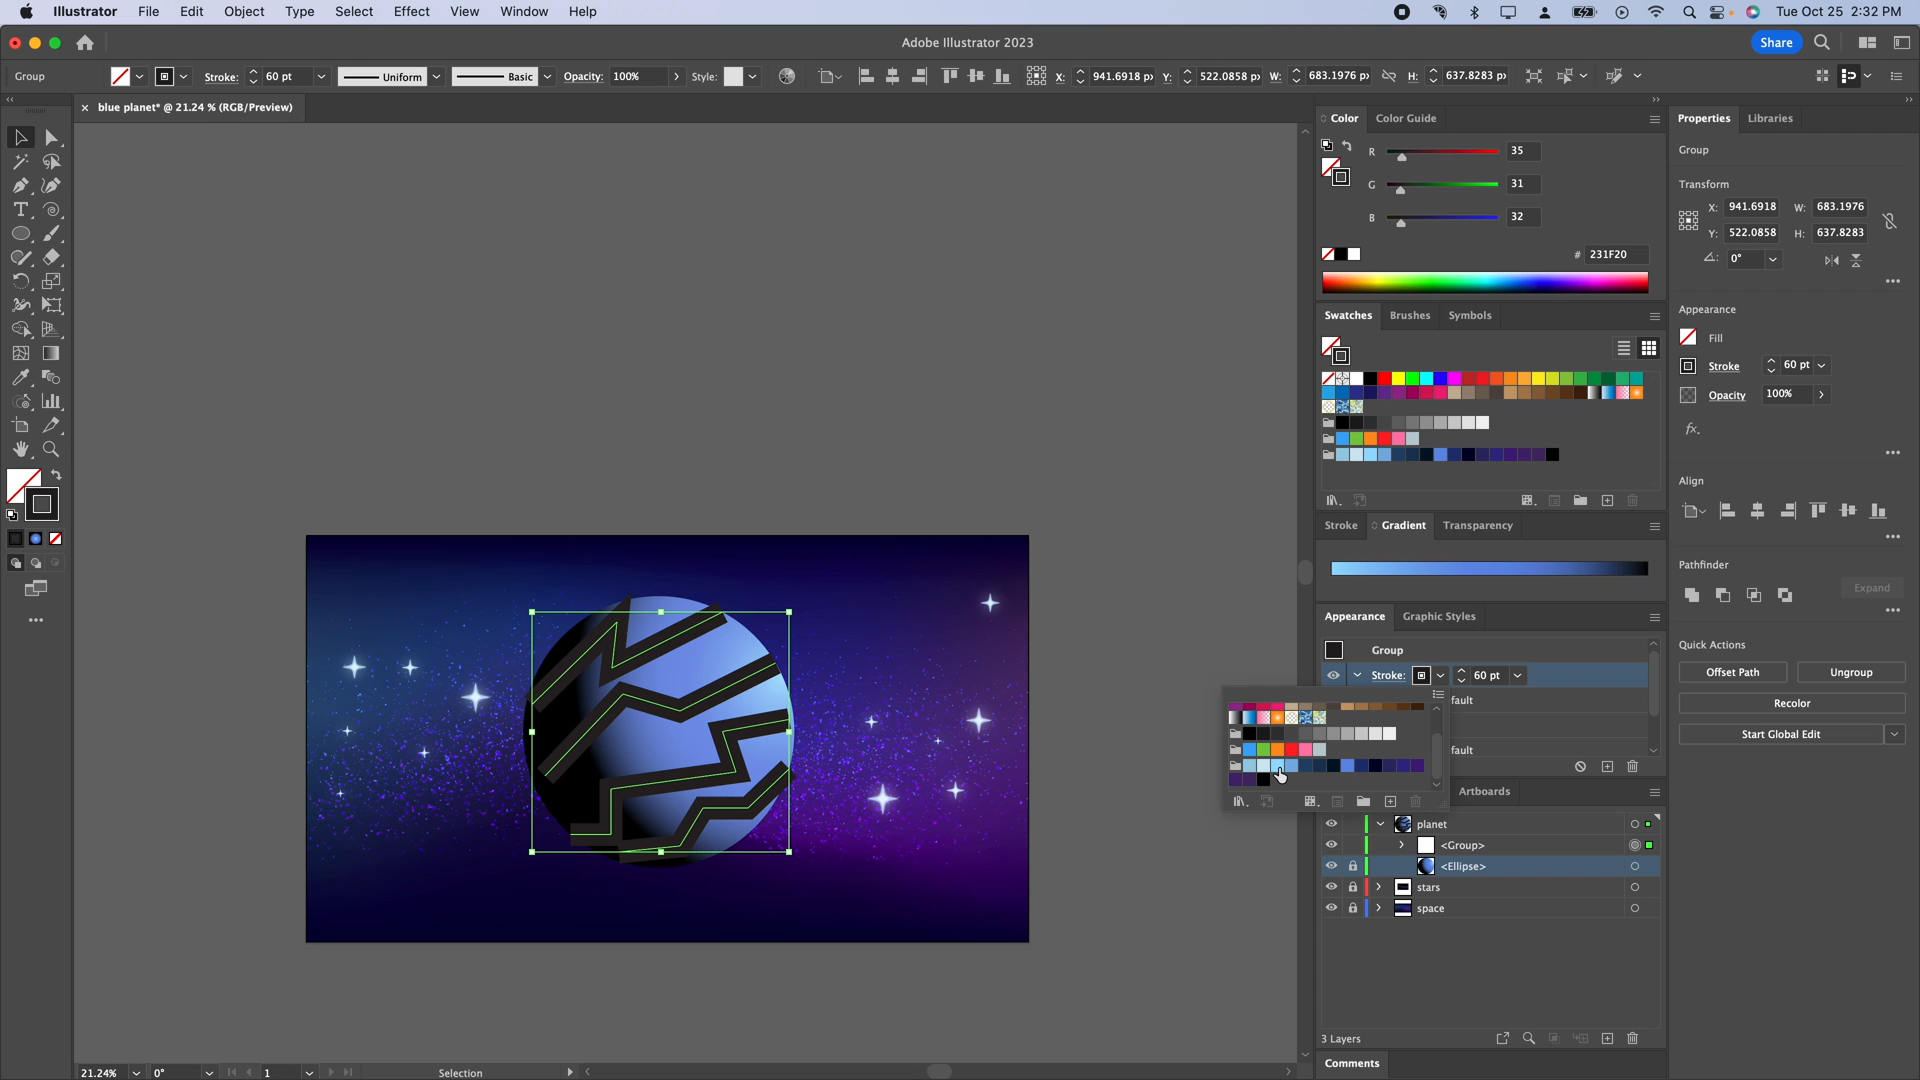 Illustrator File Edit Object Type Select Effect View Window Help Tue Oct 25 2:32 PM
Adobe Illustrator 2023 Share
Group Stroke: 60 pt Uniform Basic Opacity: 100% Style: X: 941.6918 p Y: 522.0858 p W: 683.1976 p H: 637.8283 p
× blue planet* @ 21.24 % (RGB/Preview)
Color Color Guide
R 35
G 31
B 32
# 231F20
Swatches Brushes Symbols
Stroke Gradient Transparency
Appearance Graphic Styles
Group
Stroke: 60 pt
fault
fault
Artboards
planet
<Group>
<Ellipse>
stars
space
3 Layers
Comments
Properties Libraries
Group
Transform
X: 941.6918 W: 683.1976
Y: 522.0858 H: 637.8283
0°
Appearance
Fill
Stroke 60 pt
Opacity 100%
fx.
Align
Pathfinder
Expand
Quick Actions
Offset Path Ungroup
Recolor
Start Global Edit
21.24% 0° 1 Selection